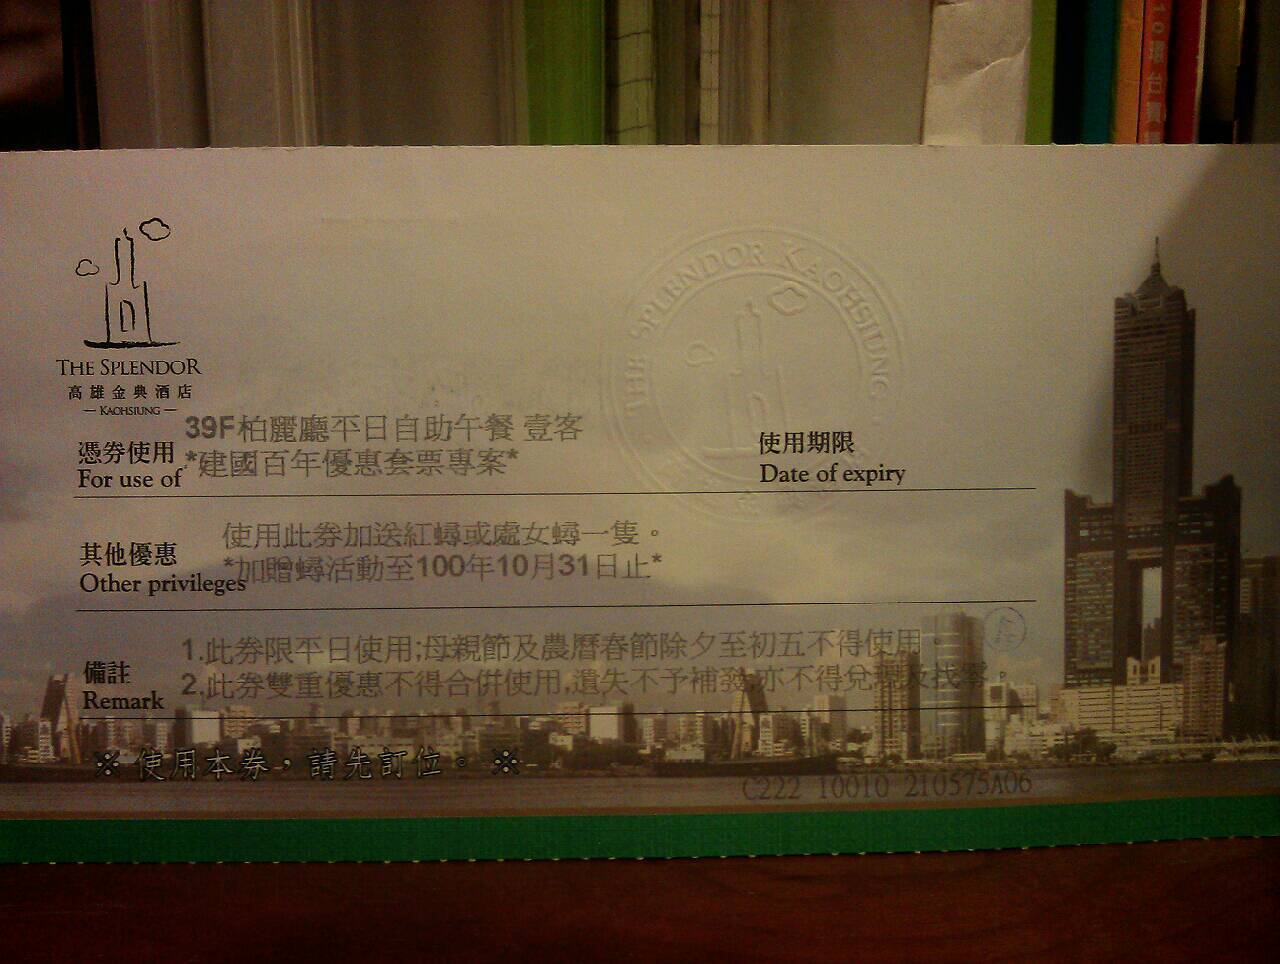 10環台寶
THE SPLENDOR KAOHSIUNG
THE SPLENDOR
高雄金典酒店
KAOHSIUNG
憑券使用
For use of
39F柏麗廳平日自助午餐 壹客
*建國百年優惠套票專案*
使用期限
Date of expiry
其他優惠
Other privileges
使用此券加送紅蟳或處女蟳一隻。
*加贈蟳活動至100年10月31日止*
備註
Remark
1.此券限平日使用;母親節及農曆春節除夕至初五不得使用
2.此券雙重優惠不得合併使用,遺失不予補發,亦不得兌現及找零。
※ 使用本券，請先訂位。 ※
C222 10010 210575A06